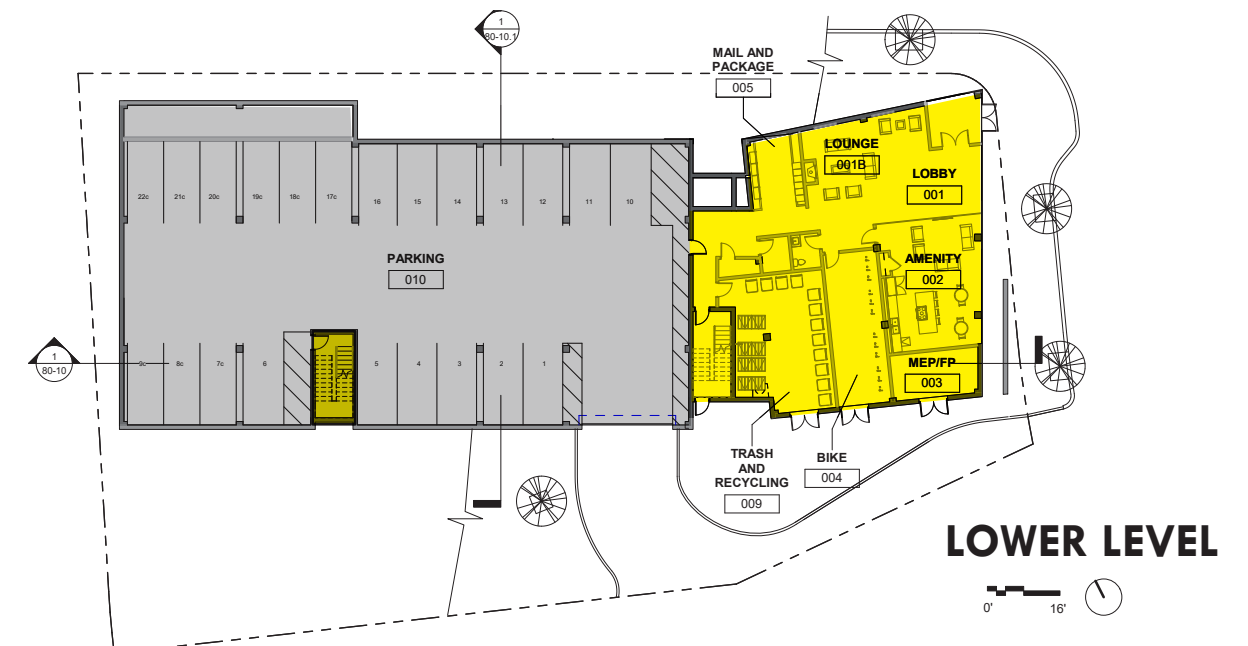 1
80-10.1
MAIL AND
PACKAGE
005
LOUNGE
001B
LOBBY
001
22c 21c 20c 19c 18c 17c 16 15 14 13 12 11 10
PARKING
010
AMENITY
002
1
80-10
9c 8c 7c 6 5 4 3 2 1
MEP/FP
003
TRASH
AND
RECYCLING
009
BIKE
004
LOWER LEVEL
0' 16'